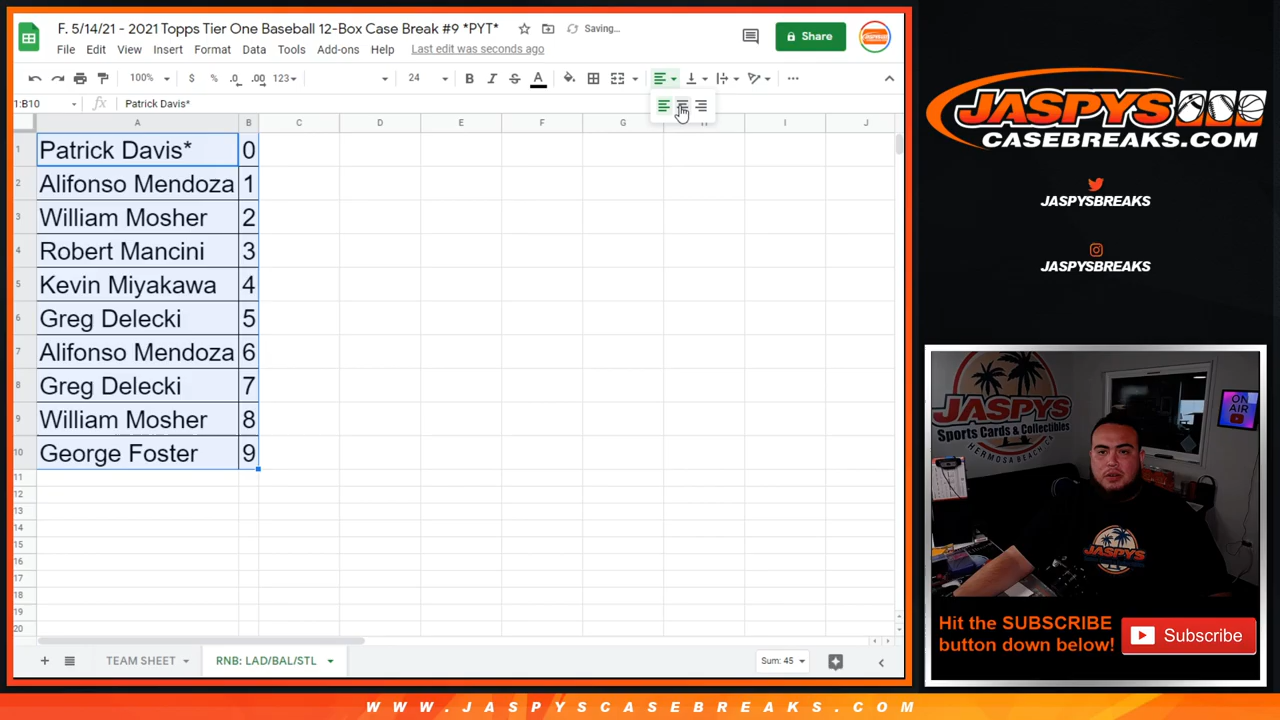 F. 5/14/21 - 2021 Topps Tier One Baseball 12-Box Case Break #9 *PYT*
Saving...
Share
File Edit View Insert Format Data Tools Add-ons Help Last edit was seconds ago
100% $ % .0 .00 123 24 B I S A
1:B10 fx Patrick Davis*
A B C D E F G H I J
1 Patrick Davis* 0
2 Alifonso Mendoza 1
3 William Mosher 2
4 Robert Mancini 3
5 Kevin Miyakawa 4
6 Greg Delecki 5
7 Alifonso Mendoza 6
8 Greg Delecki 7
9 William Mosher 8
10 George Foster 9
11
12
13
14
15
16
17
18
19
20
TEAM SHEET RNB: LAD/BAL/STL Sum: 45
JASPYS
CASEBREAKS.COM
JASPYSBREAKS
JASPYSBREAKS
JASPYS
Sports Cards & Collectibles
HERMOSA BEACH CA
ON AIR
JASPYS
Hit the SUBSCRIBE
button down below!
Subscribe
WWW.JASPYSCASEBREAKS.COM